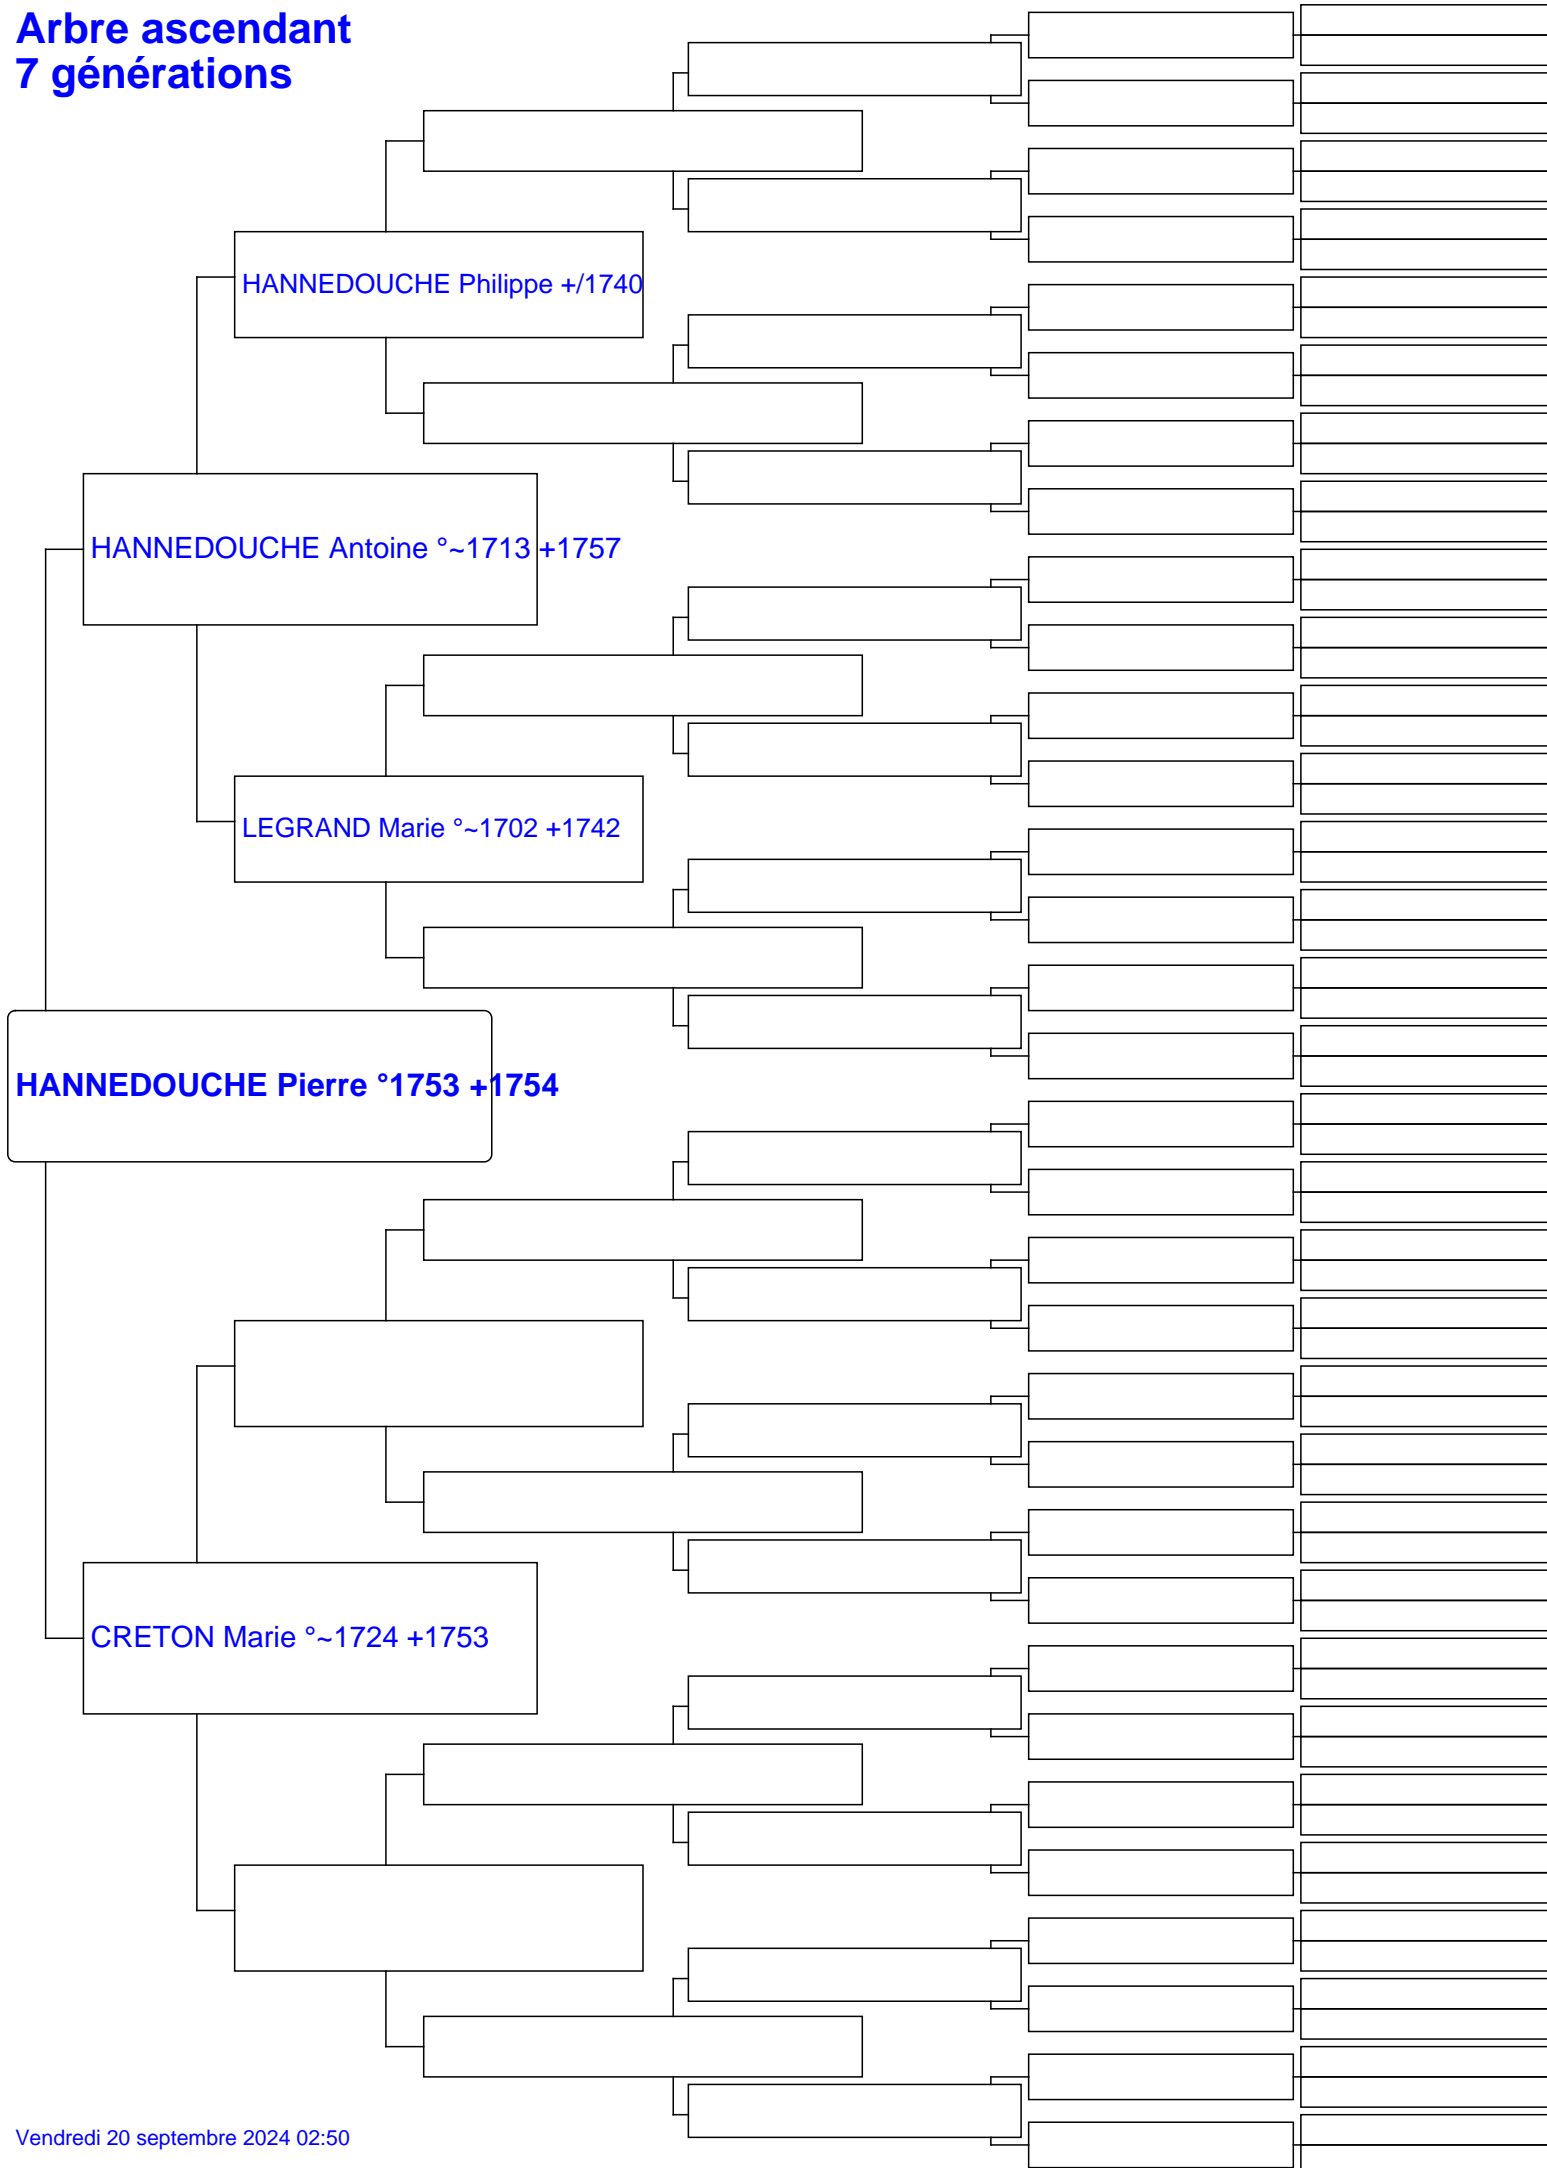 Arbre ascendant
7 générations
HANNEDOUCHE Philippe +/1740
HANNEDOUCHE Antoine °~1713 +1757
LEGRAND Marie °~1702 +1742
HANNEDOUCHE Pierre °1753 +1754
CRETON Marie °~1724 +1753
Vendredi 20 septembre 2024 02:50